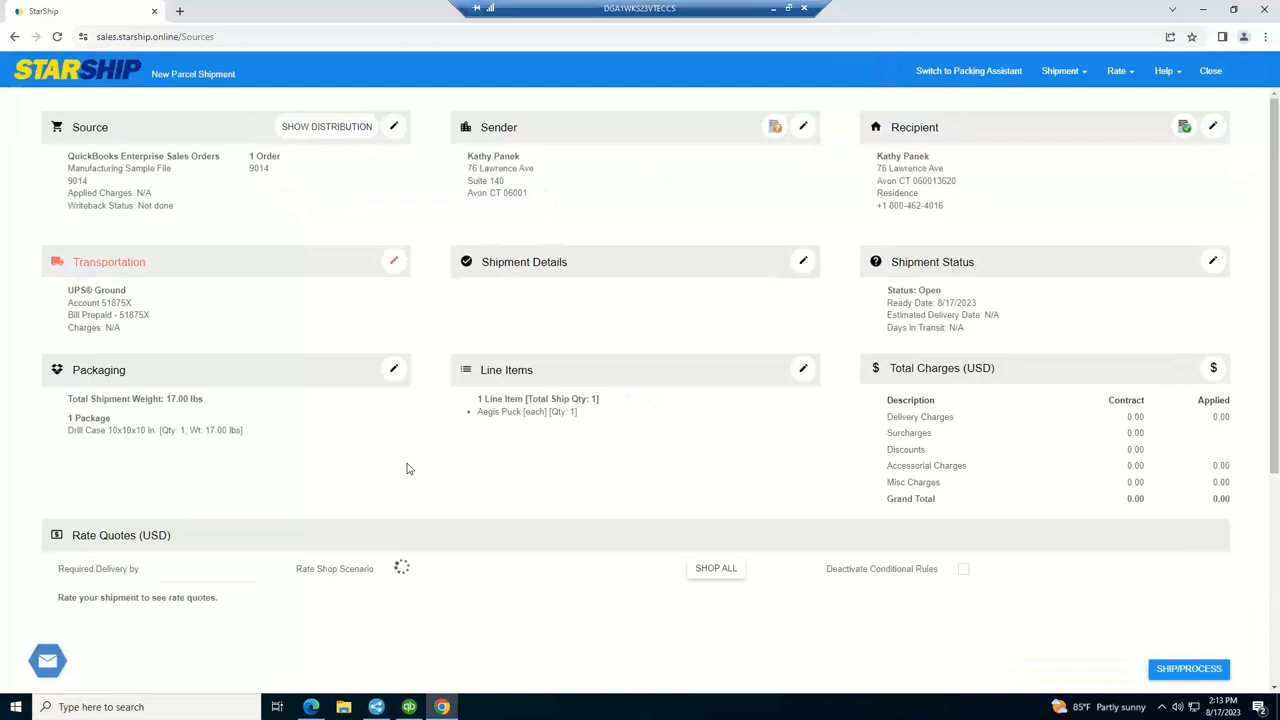 StarShip
DGA1WKS23VTECCS
sales.starship.online/Sources
STARSHIP New Parcel Shipment
Switch to Packing Assistant Shipment Rate Help Close
Source SHOW DISTRIBUTION
QuickBooks Enterprise Sales Orders 1 Order
Manufacturing Sample File 9014
9014
Applied Charges: N/A
Writeback Status: Not done
Sender
Kathy Panek
76 Lawrence Ave
Suite 140
Avon CT 06001
Recipient
Kathy Panek
76 Lawrence Ave
Avon CT 060013620
Residence
+1 800-462-4016
Transportation
UPS® Ground
Account 51875X
Bill Prepaid - 51875X
Charges: N/A
Shipment Details
Shipment Status
Status: Open
Ready Date: 8/17/2023
Estimated Delivery Date: N/A
Days in Transit: N/A
Packaging
Total Shipment Weight: 17.00 lbs
1 Package
Drill Case 10x10x10 in. [Qty: 1, Wt: 17.00 lbs]
Line Items
1 Line Item [Total Ship Qty: 1]
• Aegis Puck [each] [Qty: 1]
$ Total Charges (USD) $
Description Contract Applied
Delivery Charges 0.00 0.00
Surcharges 0.00
Discounts 0.00
Accessorial Charges 0.00 0.00
Misc Charges 0.00 0.00
Grand Total 0.00 0.00
Rate Quotes (USD)
Required Delivery by Rate Shop Scenario SHOP ALL Deactivate Conditional Rules
Rate your shipment to see rate quotes.
SHIP/PROCESS
Type here to search
85°F Partly sunny
2:13 PM
8/17/2023
2